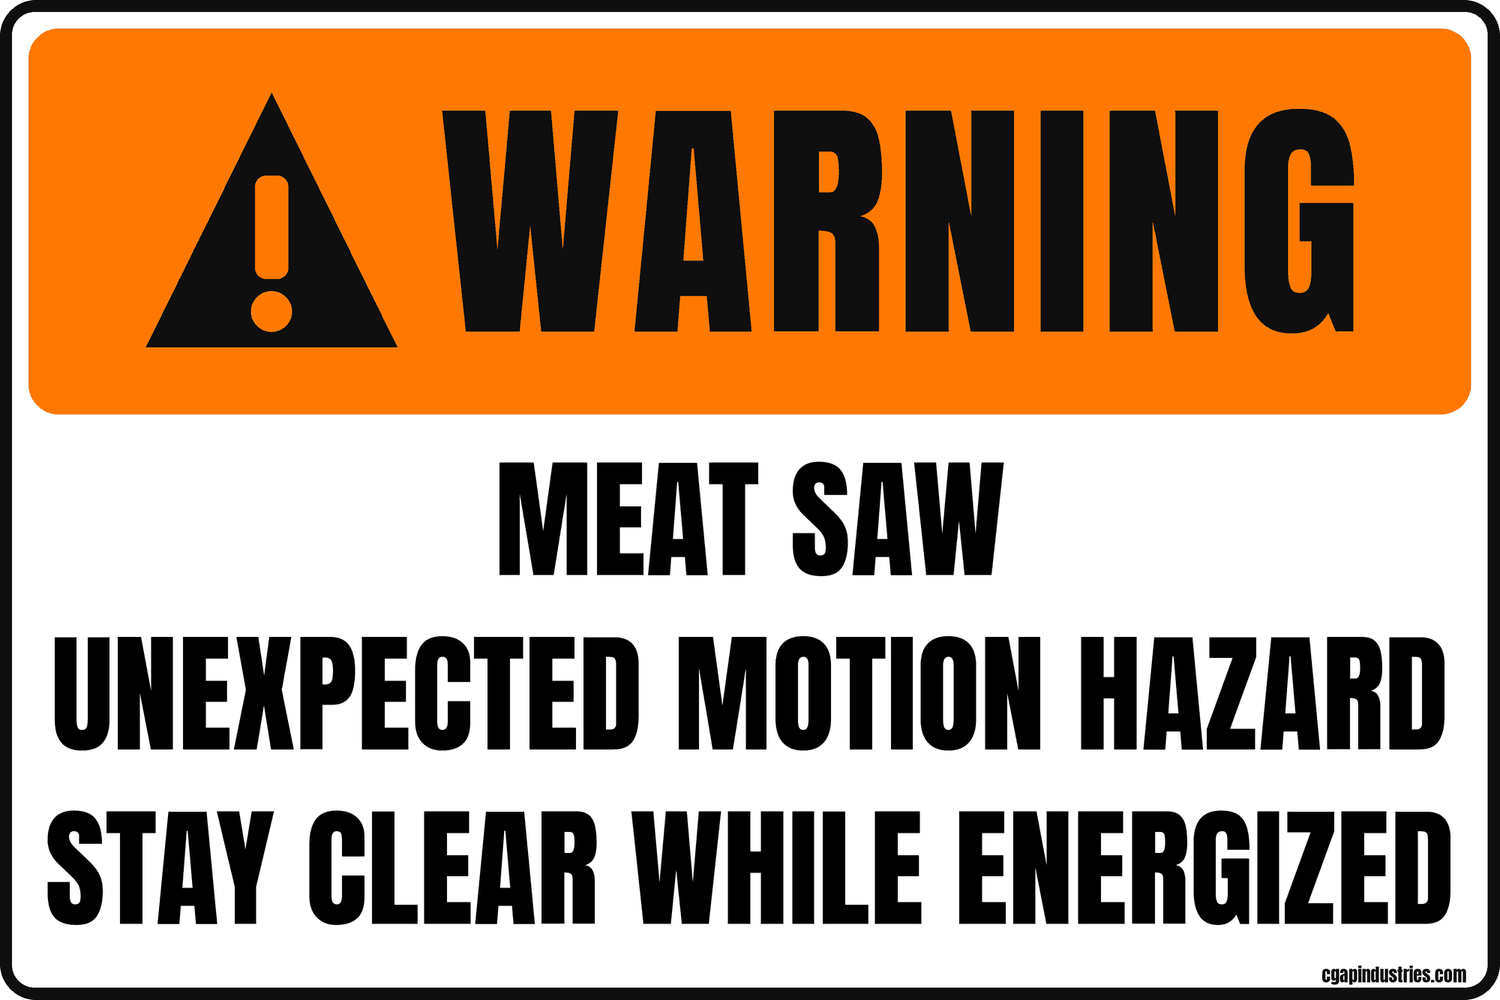 WARNING
MEAT SAW
UNEXPECTED MOTION HAZARD
STAY CLEAR WHILE ENERGIZED
cgapindustries.com